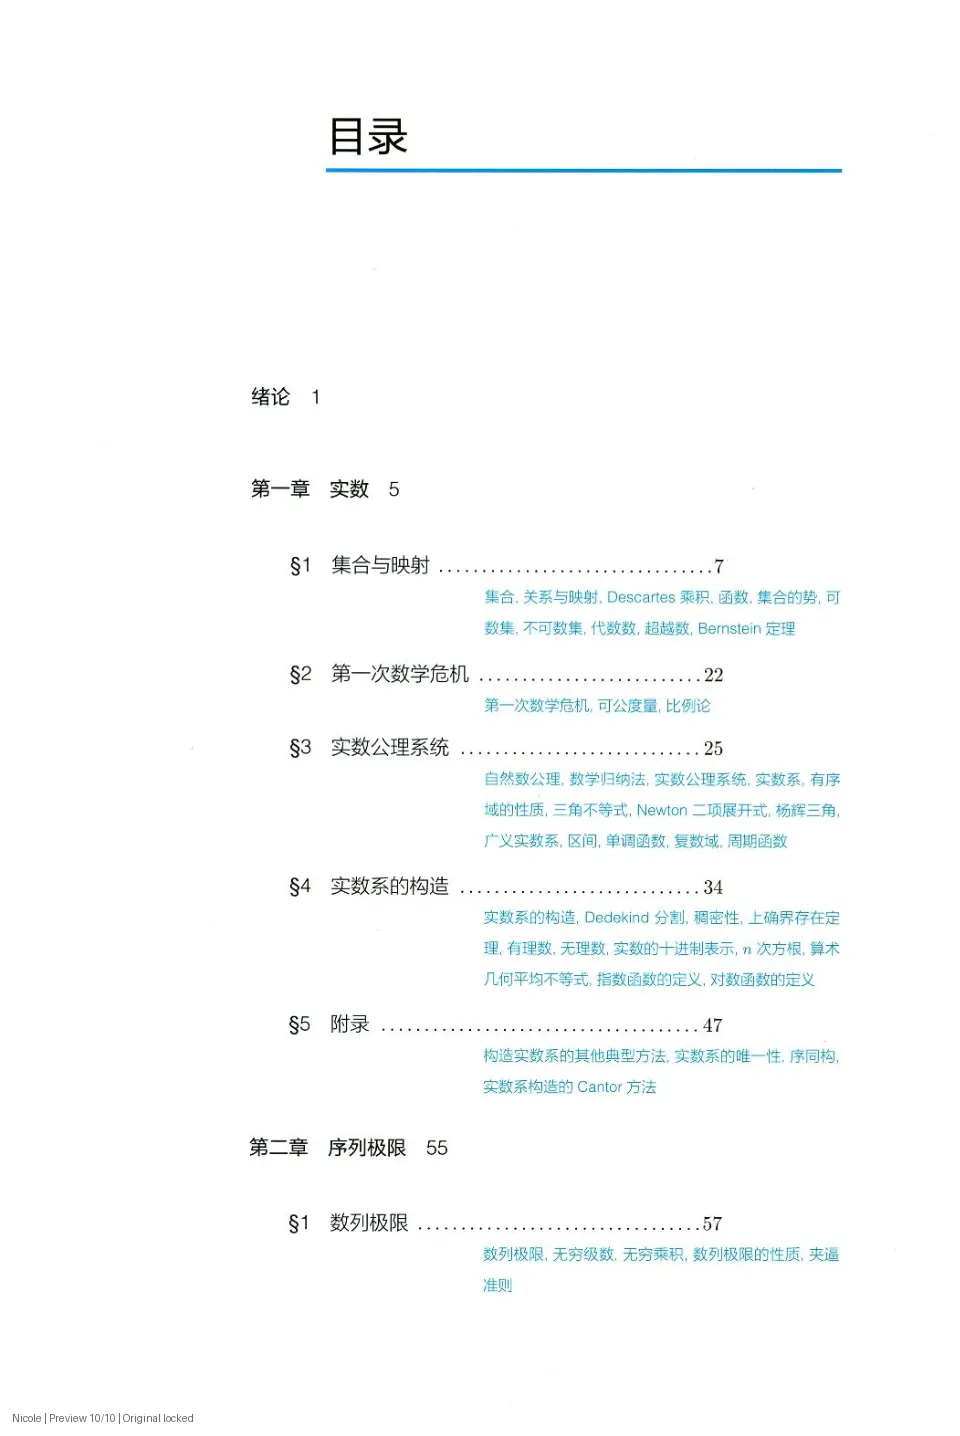 目录
绪论 1
第一章 实数 5
§1 集合与映射 ................................7
集合, 关系与映射, Descartes 乘积, 函数, 集合的势, 可
数集, 不可数集, 代数数, 超越数, Bernstein 定理
§2 第一次数学危机 ..........................22
第一次数学危机, 可公度量, 比例论
§3 实数公理系统 ............................25
自然数公理, 数学归纳法, 实数公理系统, 实数系, 有序
域的性质, 三角不等式, Newton 二项展开式, 杨辉三角,
广义实数系, 区间, 单调函数, 复数域, 周期函数
§4 实数系的构造 ............................34
实数系的构造, Dedekind 分割, 稠密性, 上确界存在定
理, 有理数, 无理数, 实数的十进制表示, n 次方根, 算术
几何平均不等式, 指数函数的定义, 对数函数的定义
§5 附录 .....................................47
构造实数系的其他典型方法, 实数系的唯一性, 序同构,
实数系构造的 Cantor 方法
第二章 序列极限 55
§1 数列极限 .................................57
数列极限, 无穷级数, 无穷乘积, 数列极限的性质, 夹逼
准则
Nicole | Preview 10/10 | Original locked